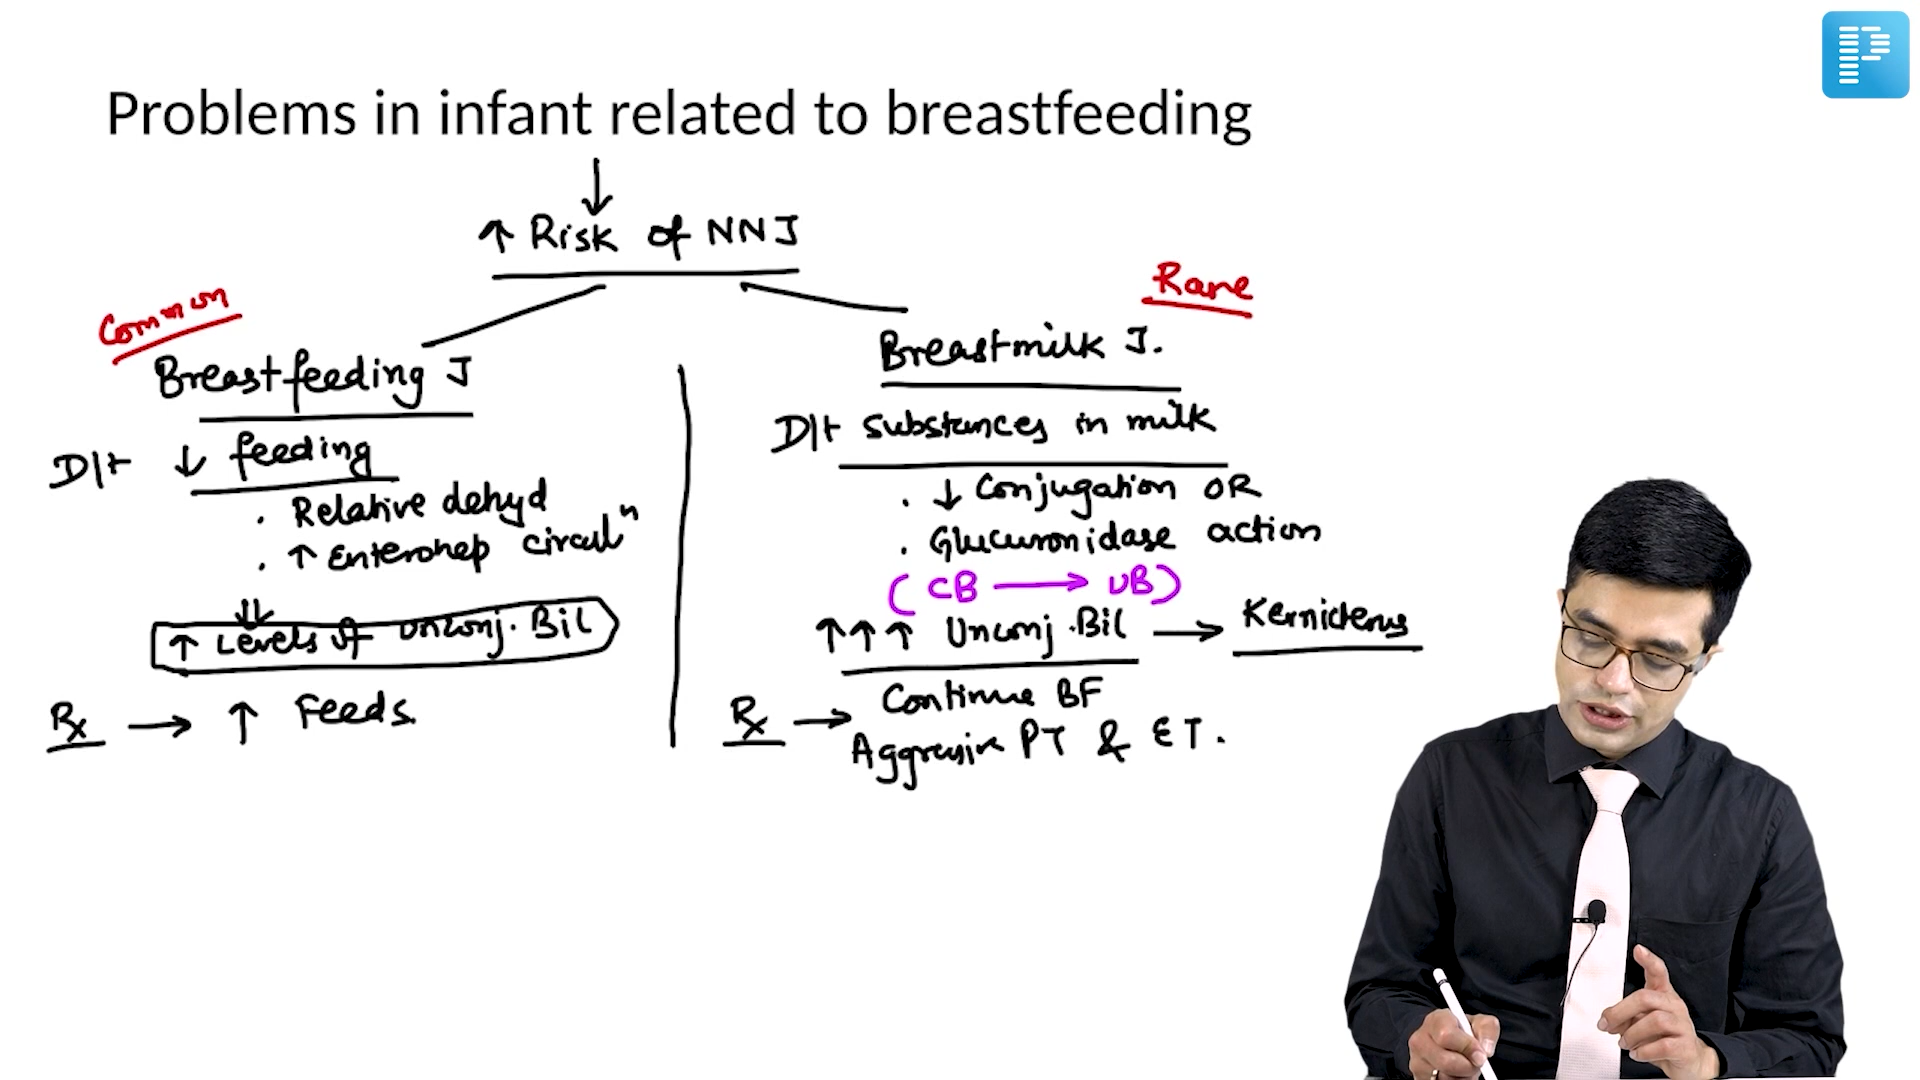 Problems in infant related to breastfeeding
↑ Risk of NNJ
Common
Breastfeeding J
D/t ↓ feeding
. Relative dehyd
. ↑ Enterohep circulⁿ
↑ Levels of unconj. Bil
Rx → ↑ Feeds.
Rare
Breastmilk J.
D/t substances in milk
. ↓ Conjugation OR
. Glucuronidase action
( CB → UB )
↑↑↑ Unconj. Bil → Kernicterus
Rx → Continue BF
Aggressive PT & ET.